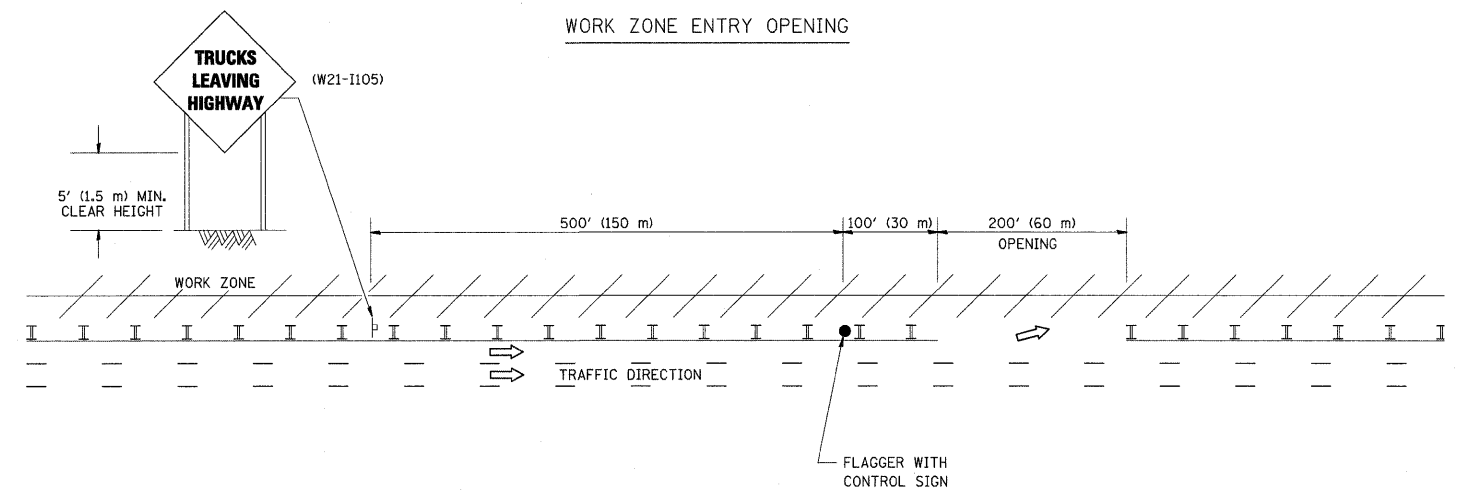 WORK ZONE ENTRY OPENING
TRUCKS
LEAVING
HIGHWAY
(W21-I105)
5' (1.5 m) MIN.
CLEAR HEIGHT
500' (150 m)
100' (30 m)
200' (60 m)
OPENING
WORK ZONE
TRAFFIC DIRECTION
FLAGGER WITH
CONTROL SIGN